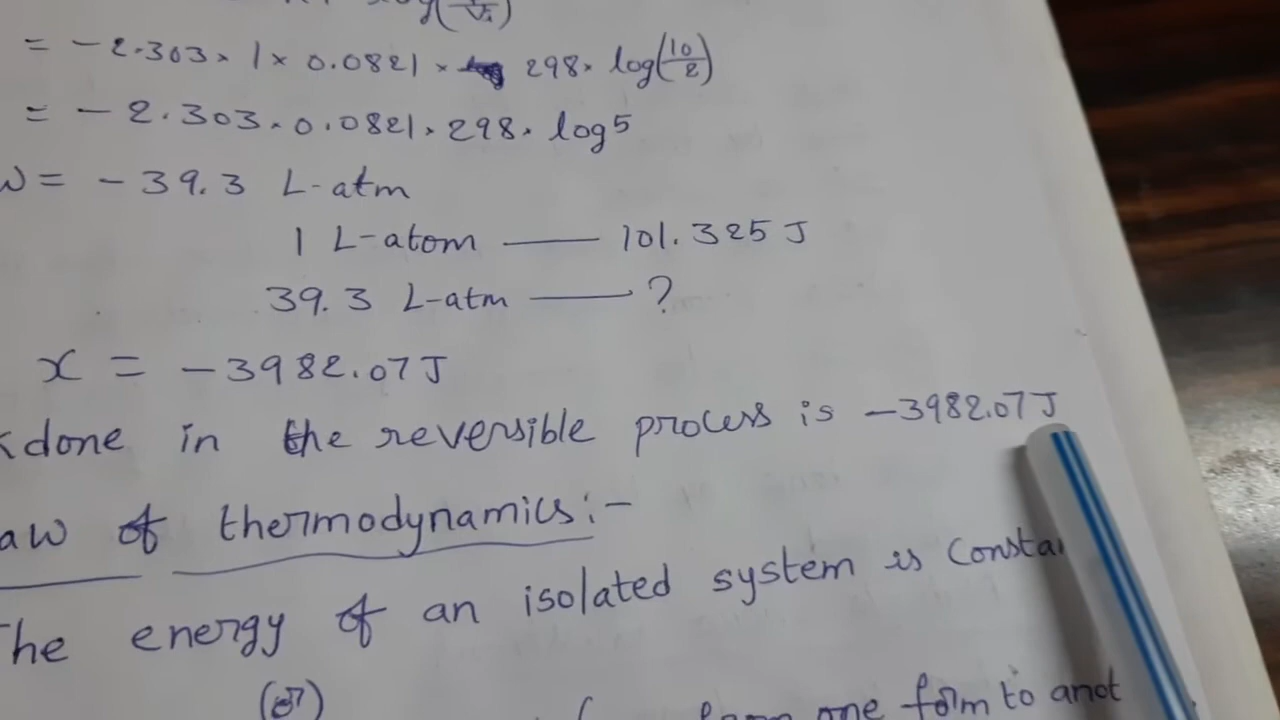 = -2.303 × 1 × 0.0821 × 298 × log(10/2)
= -2.303 × 0.0821 × 298 × log5
W = -39.3 L-atm
1 L-atom —— 101.325 J
39.3 L-atm —— ?
x = -3982.07 J
done in the reversible process is -3982.07 J
aw of thermodynamics:-
The energy of an isolated system is Consta
(or)
one form to anot